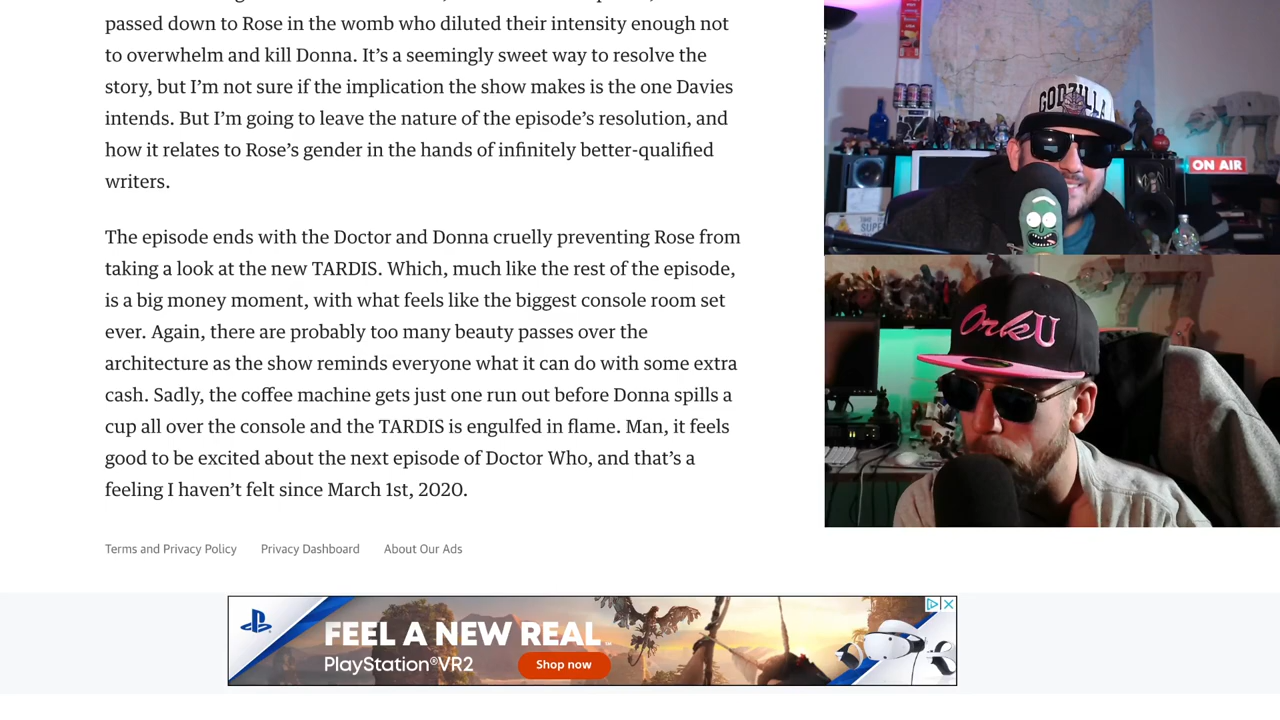 passed down to Rose in the womb who diluted their intensity enough not
to overwhelm and kill Donna. It’s a seemingly sweet way to resolve the
story, but I’m not sure if the implication the show makes is the one Davies
intends. But I’m going to leave the nature of the episode’s resolution, and
how it relates to Rose’s gender in the hands of infinitely better-qualified
writers.
The episode ends with the Doctor and Donna cruelly preventing Rose from
taking a look at the new TARDIS. Which, much like the rest of the episode,
is a big money moment, with what feels like the biggest console room set
ever. Again, there are probably too many beauty passes over the
architecture as the show reminds everyone what it can do with some extra
cash. Sadly, the coffee machine gets just one run out before Donna spills a
cup all over the console and the TARDIS is engulfed in flame. Man, it feels
good to be excited about the next episode of Doctor Who, and that’s a
feeling I haven’t felt since March 1st, 2020.
Terms and Privacy Policy Privacy Dashboard About Our Ads
FEEL A NEW REAL™
PlayStation®VR2 Shop now
GODZILLA
ON AIR
OrkU